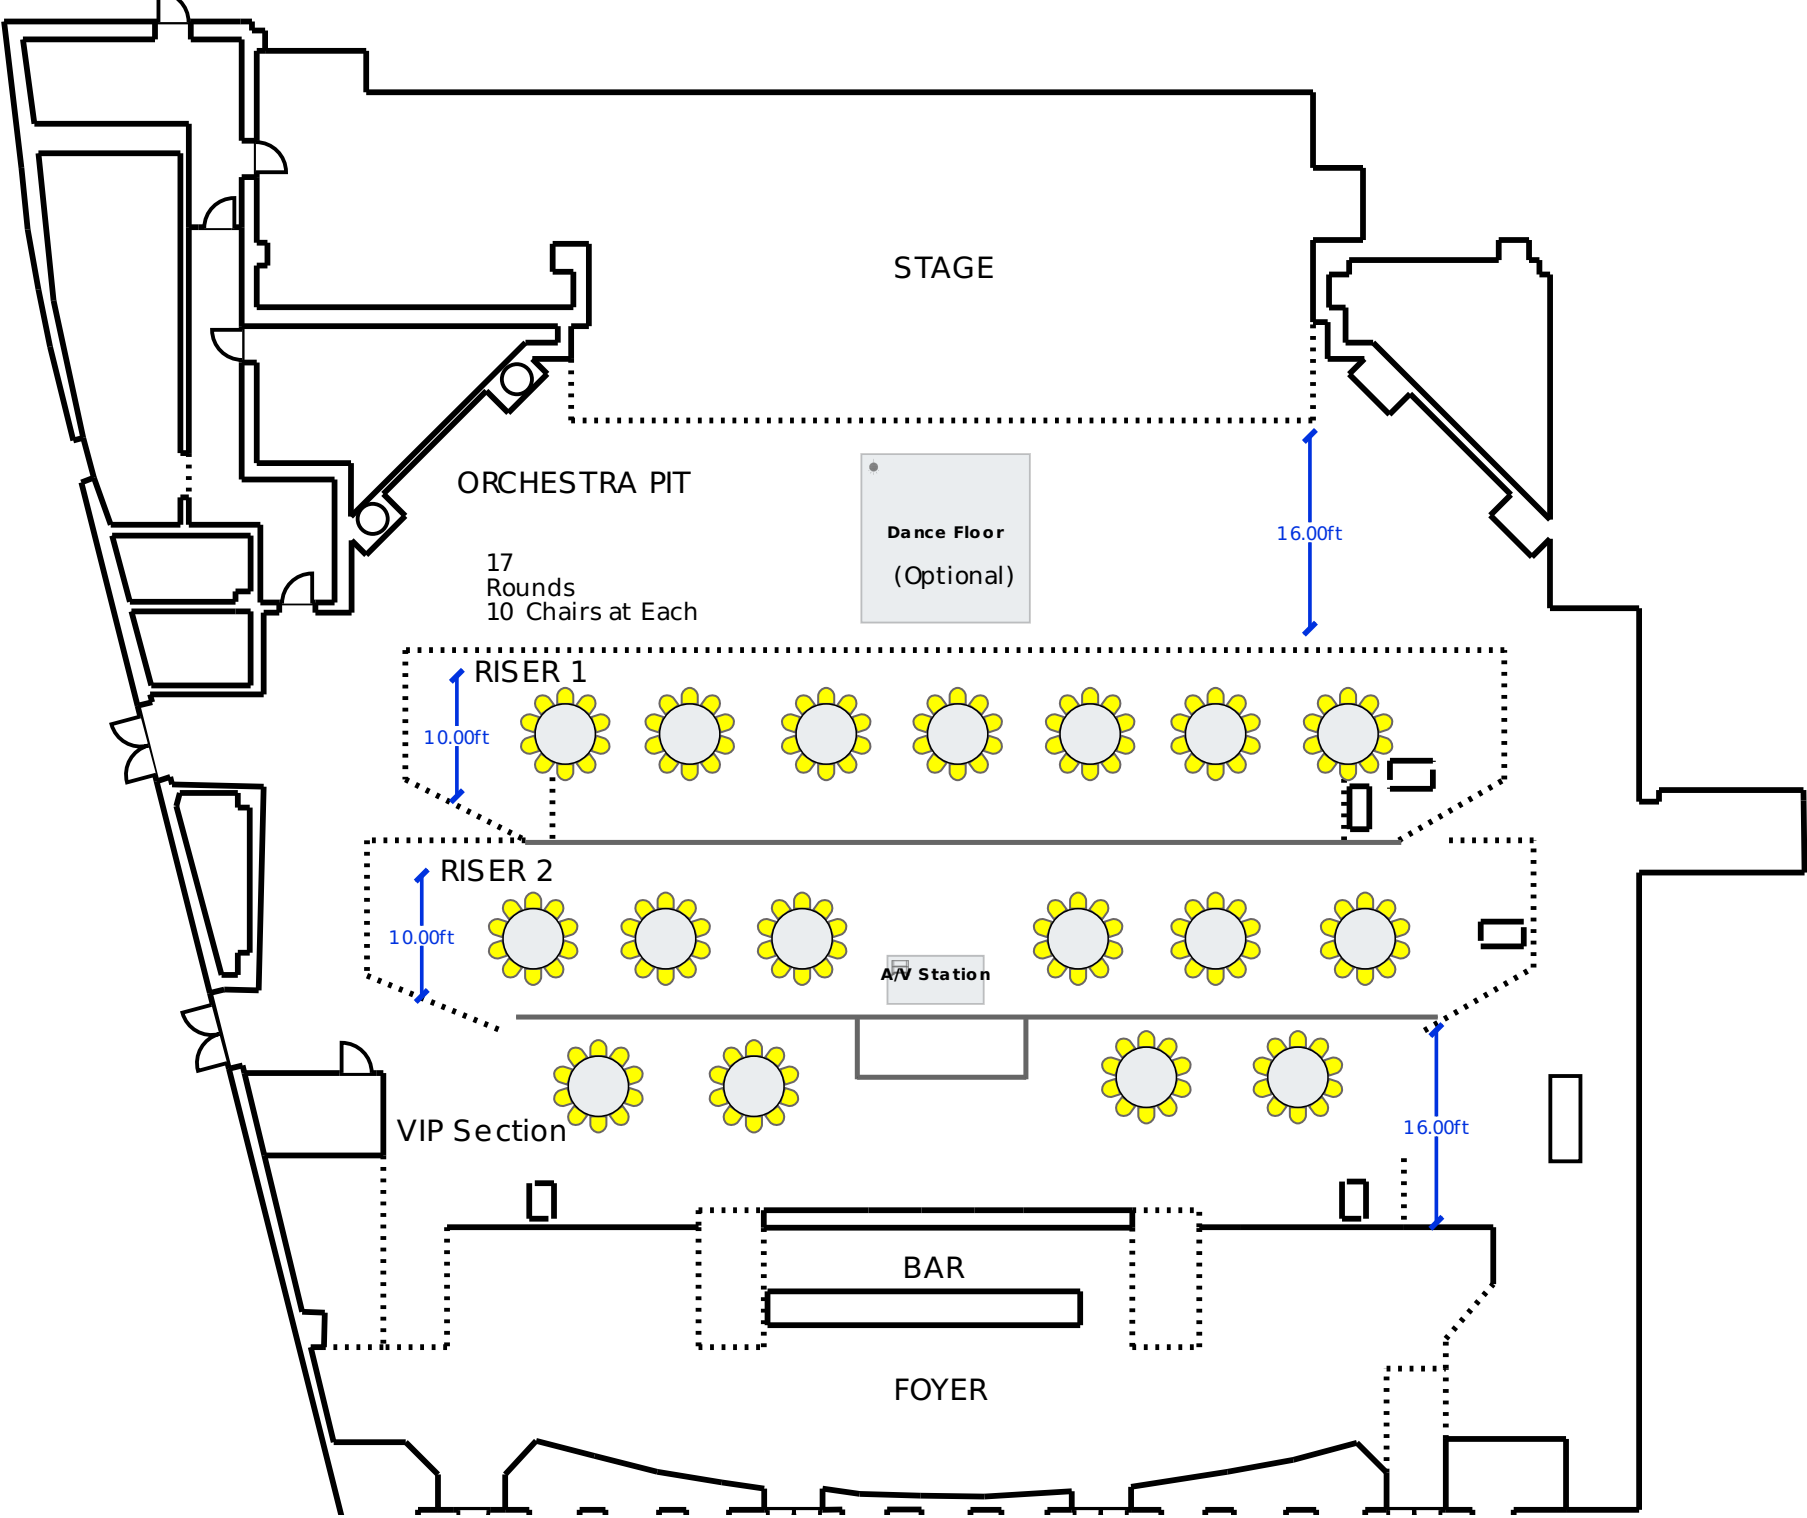 STAGE
ORCHESTRA PIT
Dance Floor
(Optional)
16.00ft
17
Rounds
10 Chairs at Each
RISER 1
10.00ft
RISER 2
10.00ft
A/V Station
VIP Section
16.00ft
BAR
FOYER